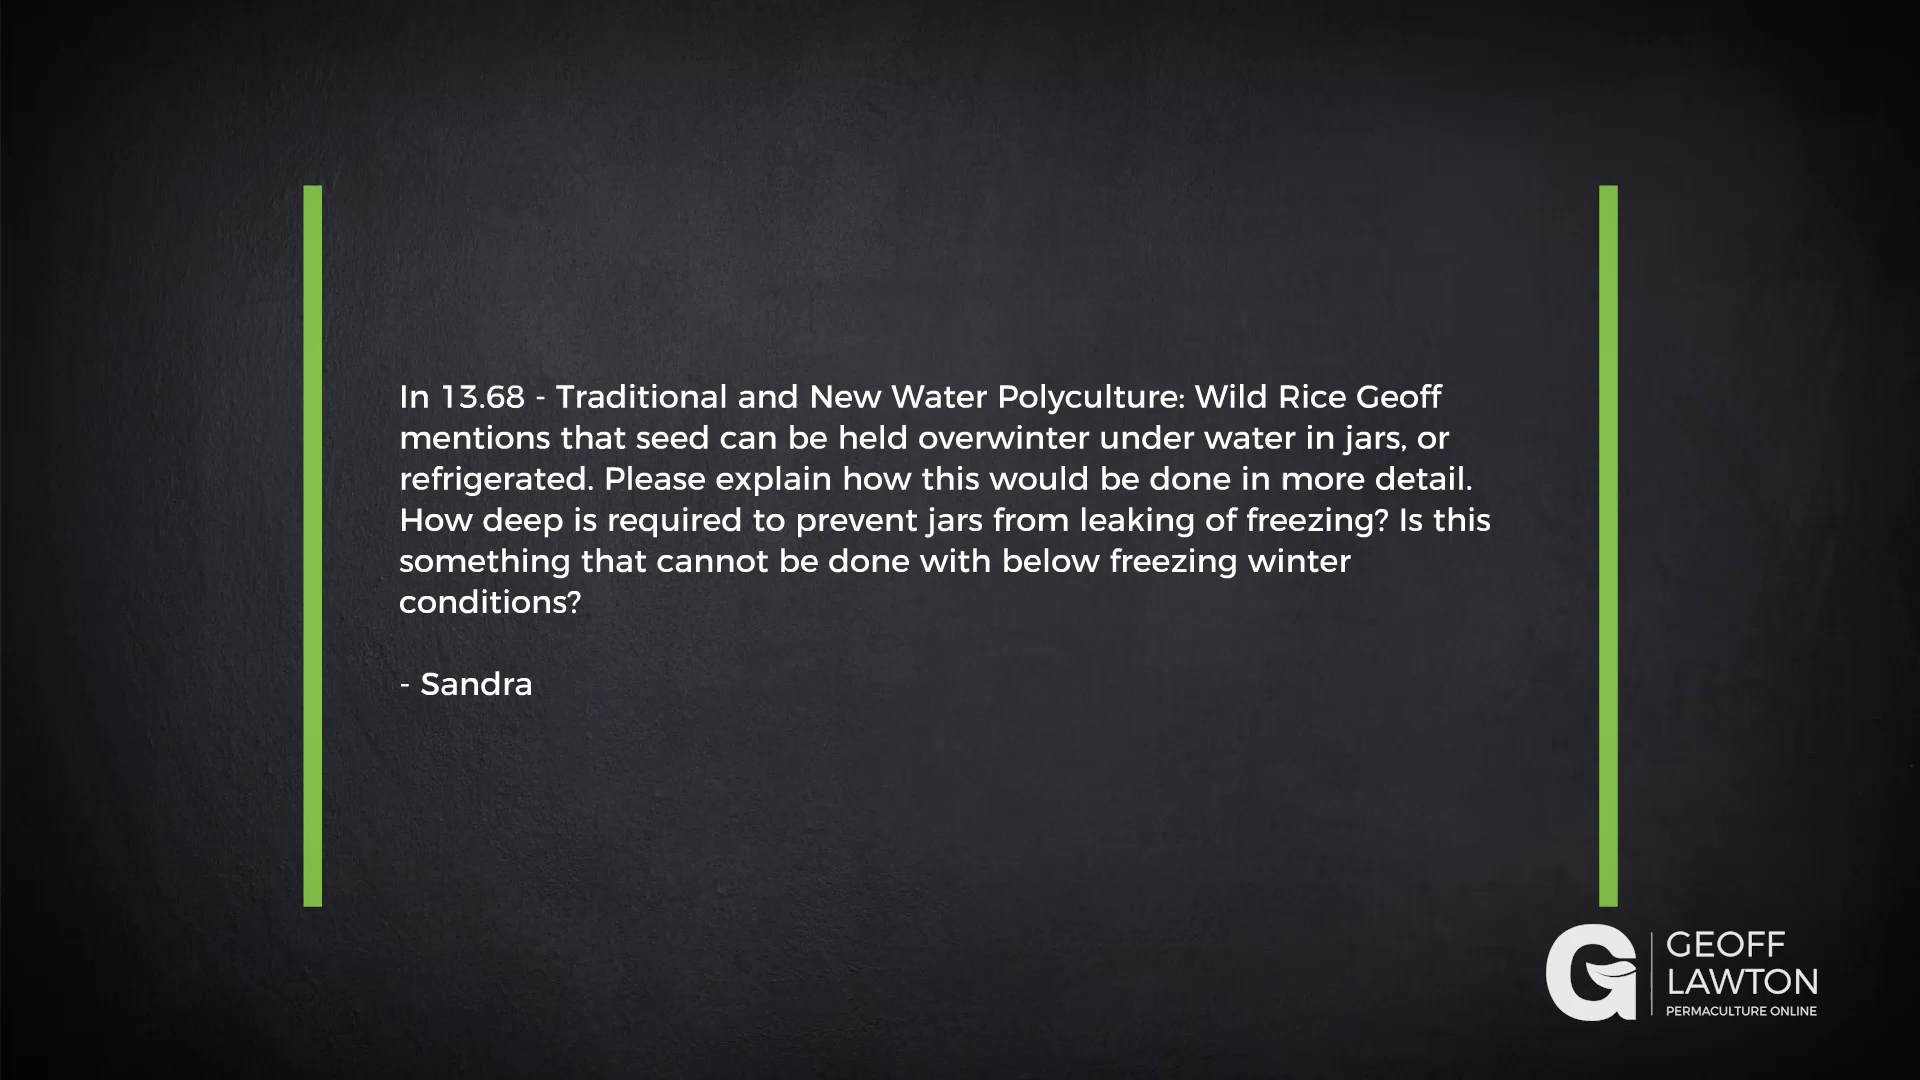 In 13.68 - Traditional and New Water Polyculture: Wild Rice Geoff
mentions that seed can be held overwinter under water in jars, or
refrigerated. Please explain how this would be done in more detail.
How deep is required to prevent jars from leaking of freezing? Is this
something that cannot be done with below freezing winter
conditions?
- Sandra
GEOFF
LAWTON
PERMACULTURE ONLINE